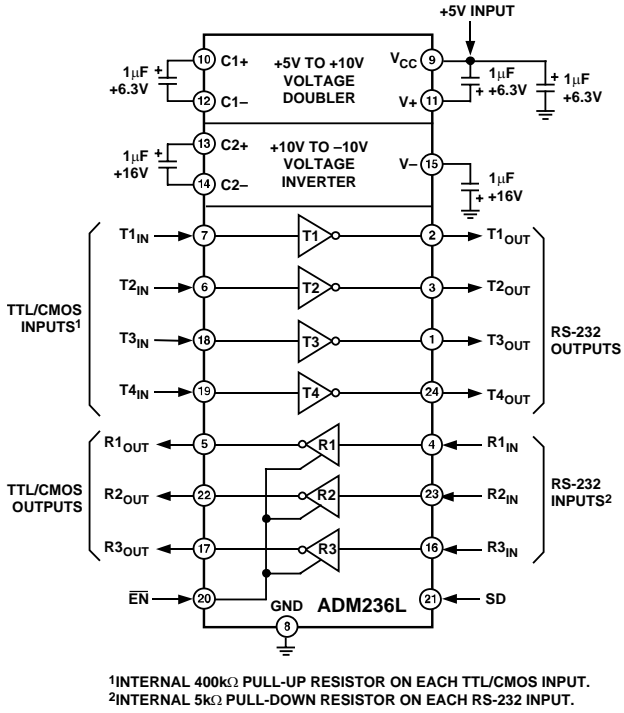 +5V INPUT
1µF +6.3V
10 C1+
12 C1–
+5V TO +10V VOLTAGE DOUBLER
VCC 9
V+ 11
1µF +6.3V
1µF +6.3V
1µF +16V
13 C2+
14 C2–
+10V TO –10V VOLTAGE INVERTER
V– 15
1µF +16V
TTL/CMOS INPUTS1
T1IN 7 T1 2 T1OUT
T2IN 6 T2 3 T2OUT
T3IN 18 T3 1 T3OUT
T4IN 19 T4 24 T4OUT
RS-232 OUTPUTS
TTL/CMOS OUTPUTS
R1OUT 5 R1 4 R1IN
R2OUT 22 R2 23 R2IN
R3OUT 17 R3 16 R3IN
RS-232 INPUTS2
EN 20 GND 8 ADM236L 21 SD
1INTERNAL 400kΩ PULL-UP RESISTOR ON EACH TTL/CMOS INPUT.
2INTERNAL 5kΩ PULL-DOWN RESISTOR ON EACH RS-232 INPUT.